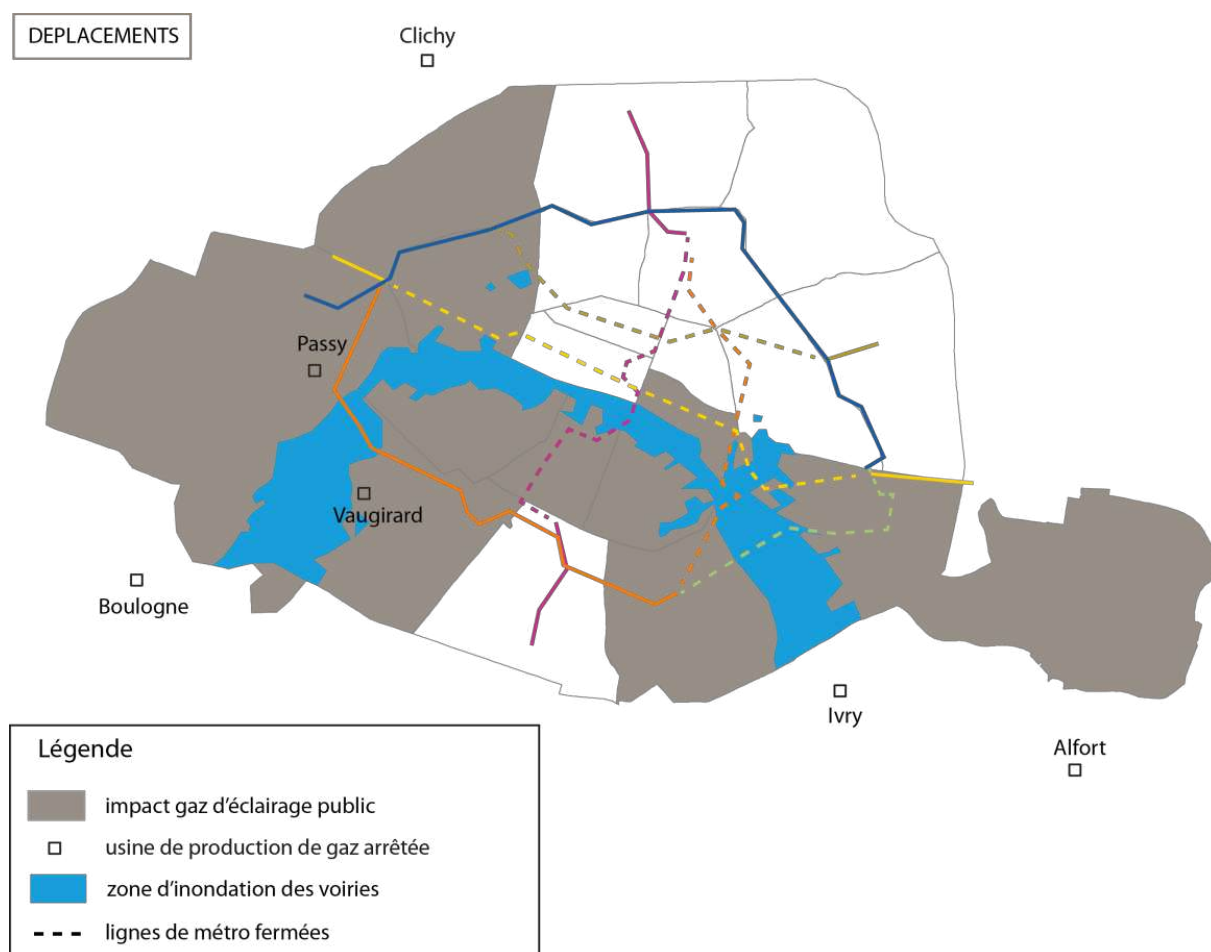 DEPLACEMENTS
Clichy
Passy
Vaugirard
Boulogne
Ivry
Alfort
Légende
impact gaz d'éclairage public
usine de production de gaz arrêtée
zone d'inondation des voiries
lignes de métro fermées